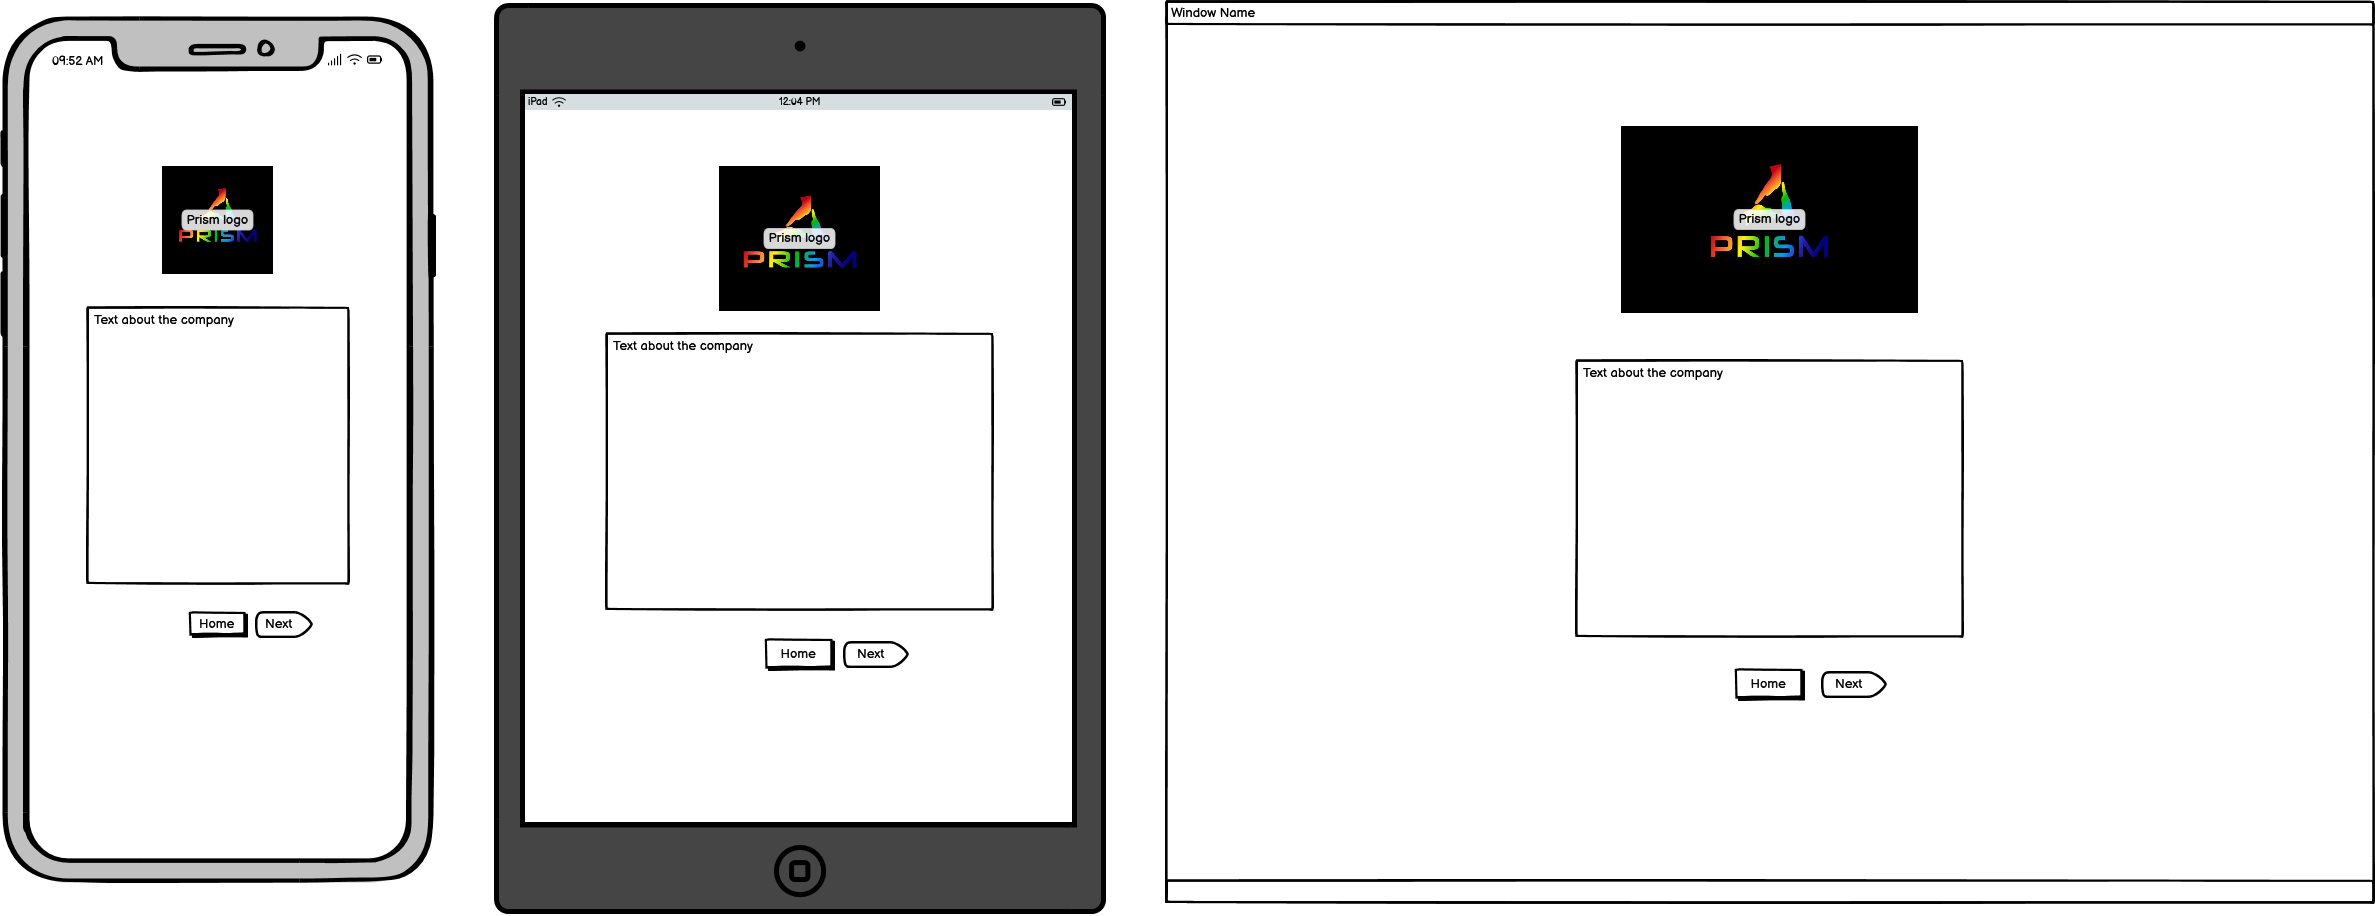 09:52 AM
Prism logo
PRISM
Text about the company
Home
Next
iPad
12:04 PM
Prism logo
PRISM
Text about the company
Home
Next
Window Name
Prism logo
PRISM
Text about the company
Home
Next